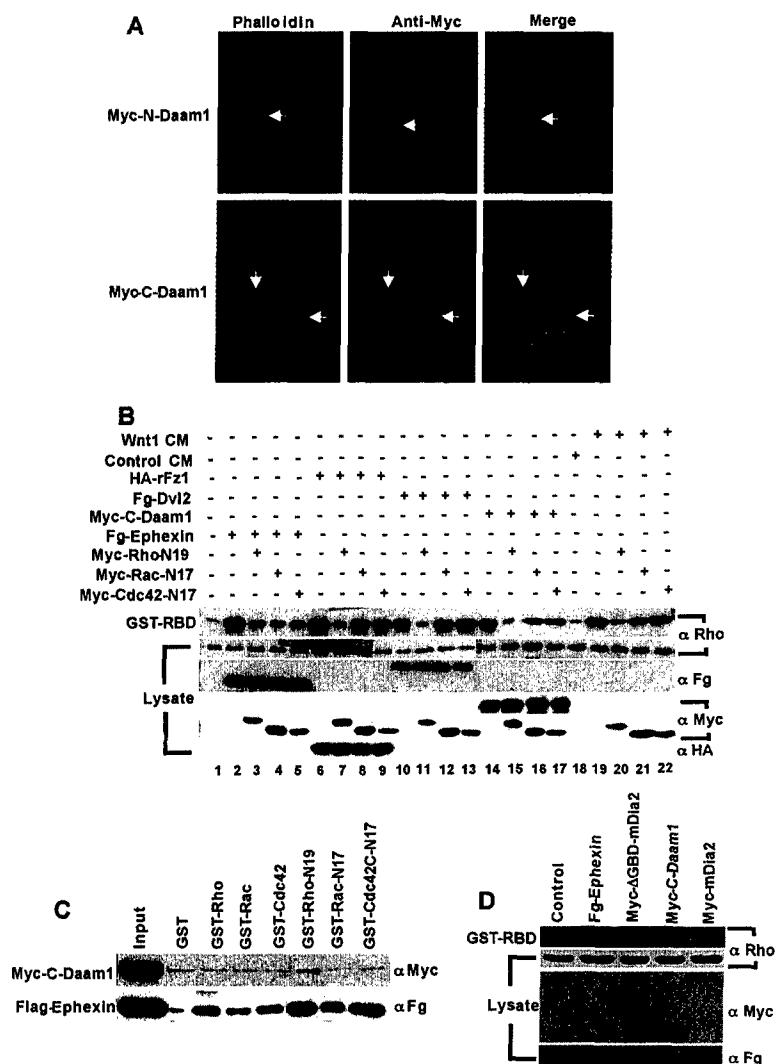 A
Phalloidin Anti-Myc Merge
Myc-N-Daam1
Myc-C-Daam1
B
Wnt1 CM - - - - - - - - - - - - - - - - - - + + + +
Control CM - - - - - - - - - - - - - - - - - + - - - -
HA-rFz1 - - - - - + + + + - - - - - - - - - - - - -
Fg-Dvl2 - - - - - - - - - + + + + - - - - - - - - -
Myc-C-Daam1 - - - - - - - - - - - - - + + + + - - - - -
Fg-Ephexin - + + + + - - - - - - - - - - - - - - - - -
Myc-RhoN19 - - + - - - + - - - + - - - + - - - - + - -
Myc-Rac-N17 - - - + - - - + - - - + - - - + - - - - + -
Myc-Cdc42-N17 - - - - + - - - + - - - + - - - + - - - - +
GST-RBD
α Rho
Lysate
α Fg
α Myc
α HA
1 2 3 4 5 6 7 8 9 10 11 12 13 14 15 16 17 18 19 20 21 22
C
Input GST GST-Rho GST-Rac GST-Cdc42 GST-Rho-N19 GST-Rac-N17 GST-Cdc42C-N17
Myc-C-Daam1 αMyc
Flag-Ephexin αFg
D
Control Fg-Ephexin Myc-ΔGBD-mDia2 Myc-C-Daam1 Myc-mDia2
GST-RBD
α Rho
Lysate
α Myc
α Fg